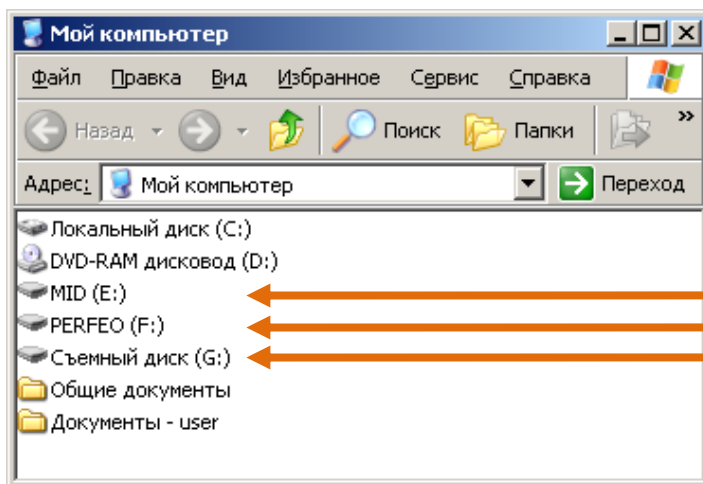 Мой компьютер
Файл Правка Вид Избранное Сервис Справка
Назад Поиск Папки »
Адрес: Мой компьютер Переход
Локальный диск (C:)
DVD-RAM дисковод (D:)
MID (E:)
PERFEO (F:)
Съемный диск (G:)
Общие документы
Документы - user